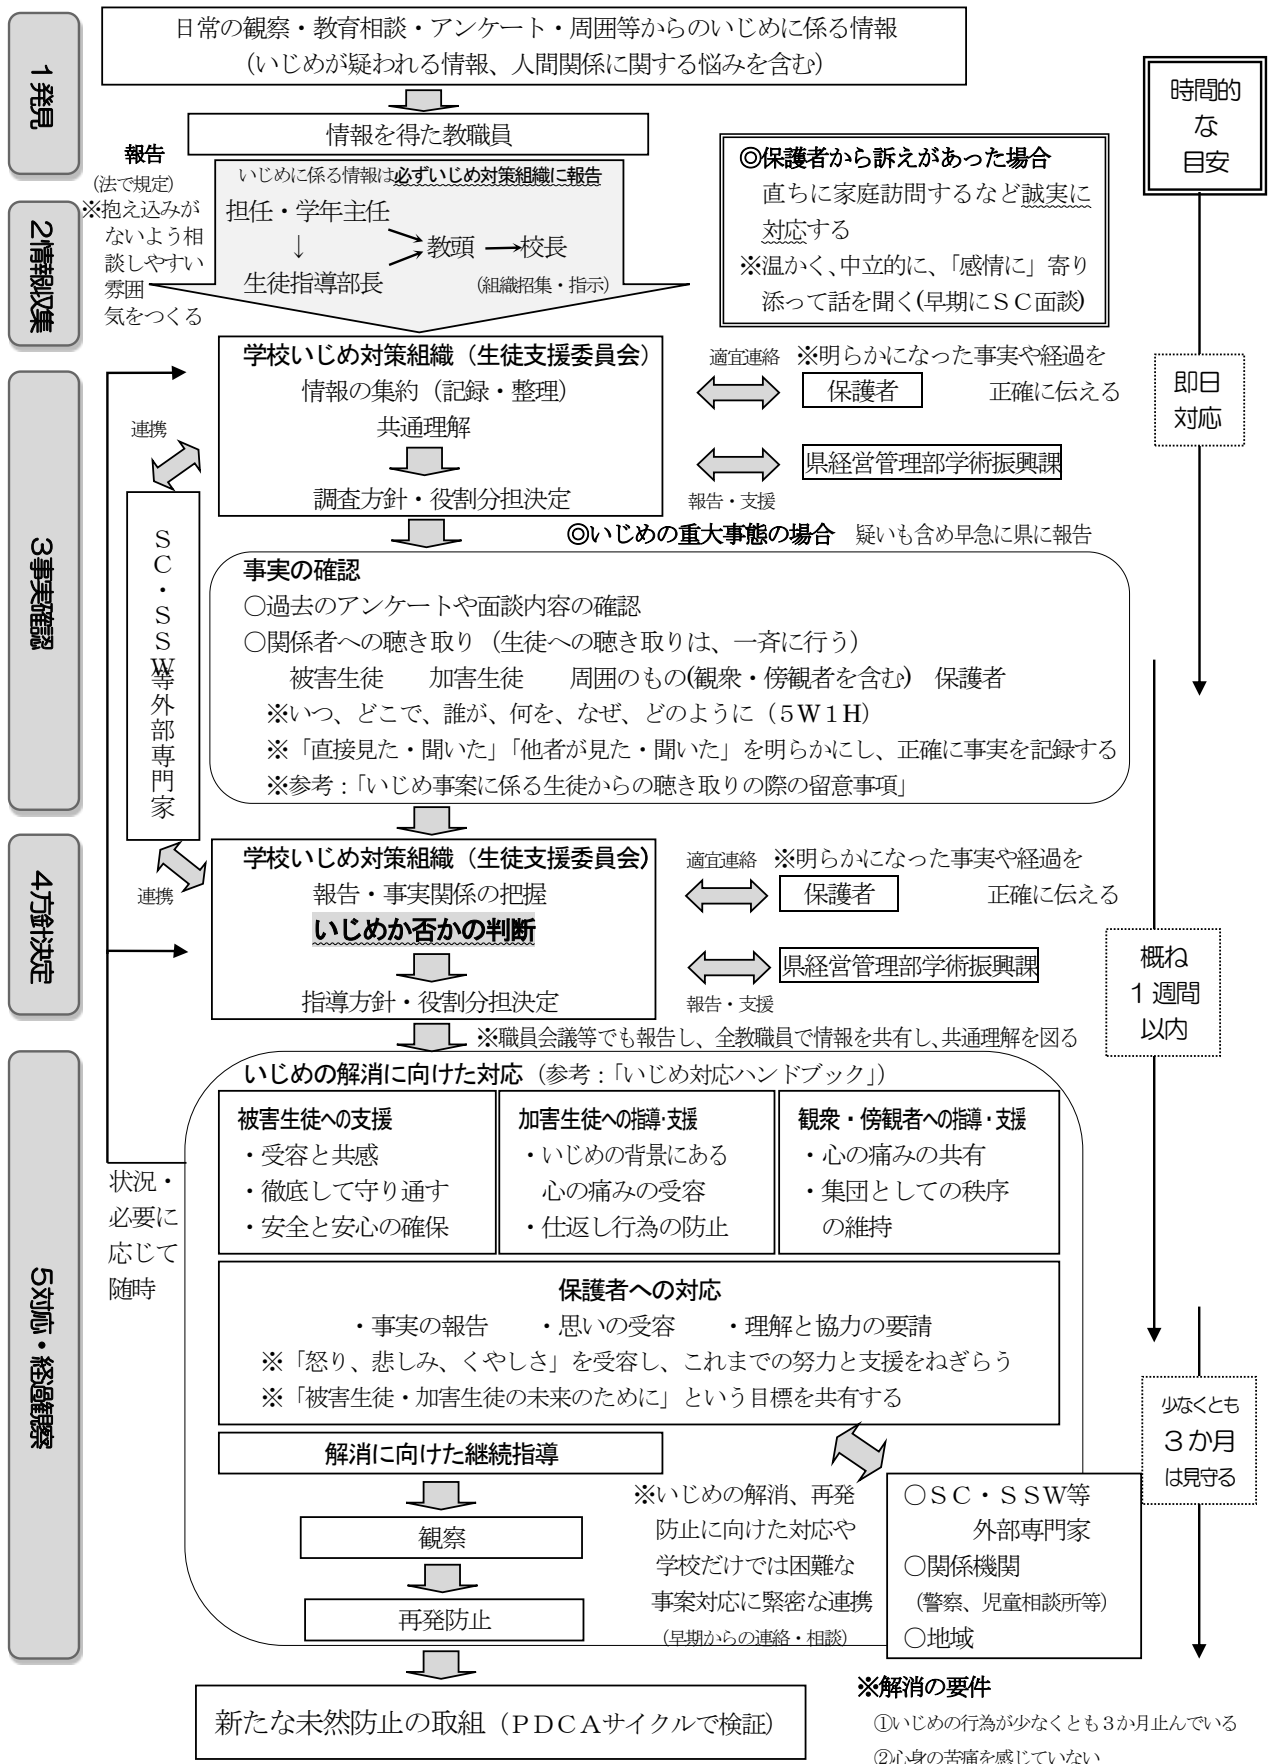 1発見
日常の観察・教育相談・アンケート・周囲等からのいじめに係る情報
(いじめが疑われる情報、人間関係に関する悩みを含む)
情報を得た教職員
報告
(法で規定)
※抱え込みが
ないよう相
談しやすい
雰囲
気をつくる
いじめに係る情報は必ずいじめ対策組織に報告
担任・学年主任
↓
生徒指導部長
教頭
校長
(組織招集・指示)
◎保護者から訴えがあった場合
直ちに家庭訪問するなど誠実に
対応する
※温かく、中立的に、「感情に」寄り
添って話を聞く(早期にＳＣ面談)
時間的
な
目安
2情報収集
学校いじめ対策組織（生徒支援委員会）
情報の集約（記録・整理）
共通理解
調査方針・役割分担決定
適宜連絡 ※明らかになった事実や経過を
保護者 正確に伝える
県経営管理部学術振興課
報告・支援
即日
対応
連携
ＳＣ・ＳＳＷ等外部専門家
連携
3事実確認
◎いじめの重大事態の場合 疑いも含め早急に県に報告
事実の確認
○過去のアンケートや面談内容の確認
○関係者への聴き取り（生徒への聴き取りは、一斉に行う）
被害生徒 加害生徒 周囲のもの(観衆・傍観者を含む) 保護者
※いつ、どこで、誰が、何を、なぜ、どのように（５Ｗ１Ｈ）
※「直接見た・聞いた」「他者が見た・聞いた」を明らかにし、正確に事実を記録する
※参考：「いじめ事案に係る生徒からの聴き取りの際の留意事項」
4方針決定
学校いじめ対策組織（生徒支援委員会）
報告・事実関係の把握
いじめか否かの判断
指導方針・役割分担決定
適宜連絡 ※明らかになった事実や経過を
保護者 正確に伝える
県経営管理部学術振興課
報告・支援
概ね
1週間
以内
※職員会議等でも報告し、全教職員で情報を共有し、共通理解を図る
5対応・経過観察
いじめの解消に向けた対応（参考：「いじめ対応ハンドブック」）
被害生徒への支援
・受容と共感
・徹底して守り通す
・安全と安心の確保
加害生徒への指導・支援
・いじめの背景にある
心の痛みの受容
・仕返し行為の防止
観衆・傍観者への指導・支援
・心の痛みの共有
・集団としての秩序
の維持
状況・
必要に
応じて
随時
保護者への対応
・事実の報告 ・思いの受容 ・理解と協力の要請
※「怒り、悲しみ、くやしさ」を受容し、これまでの努力と支援をねぎらう
※「被害生徒・加害生徒の未来のために」という目標を共有する
少なくとも
3か月
は見守る
解消に向けた継続指導
観察
再発防止
※いじめの解消、再発
防止に向けた対応や
学校だけでは困難な
事案対応に緊密な連携
(早期からの連絡・相談)
○ＳＣ・ＳＳＷ等
外部専門家
○関係機関
(警察、児童相談所等)
○地域
新たな未然防止の取組（ＰＤＣＡサイクルで検証）
※解消の要件
①いじめの行為が少なくとも３か月止んでいる
②心身の苦痛を感じていない